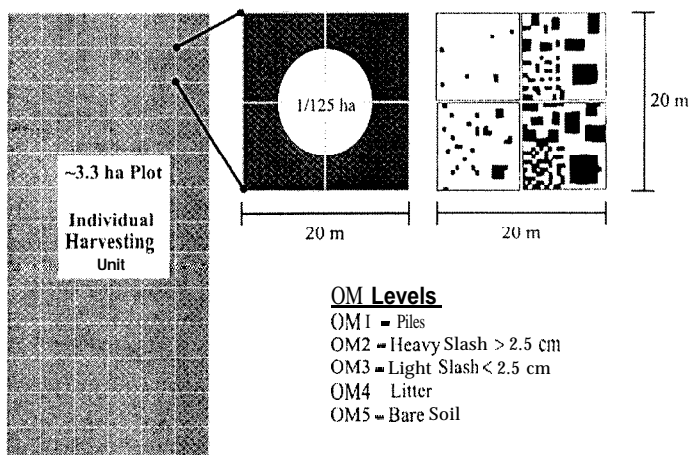 ~3.3 ha Plot
Individual
Harvesting
Unit
1/125 ha
20 m
20 m
20 m
OM Levels
OM1 = Piles
OM2 = Heavy Slash > 2.5 cm
OM3 = Light Slash < 2.5 cm
OM4 Litter
OM5 = Bare Soil